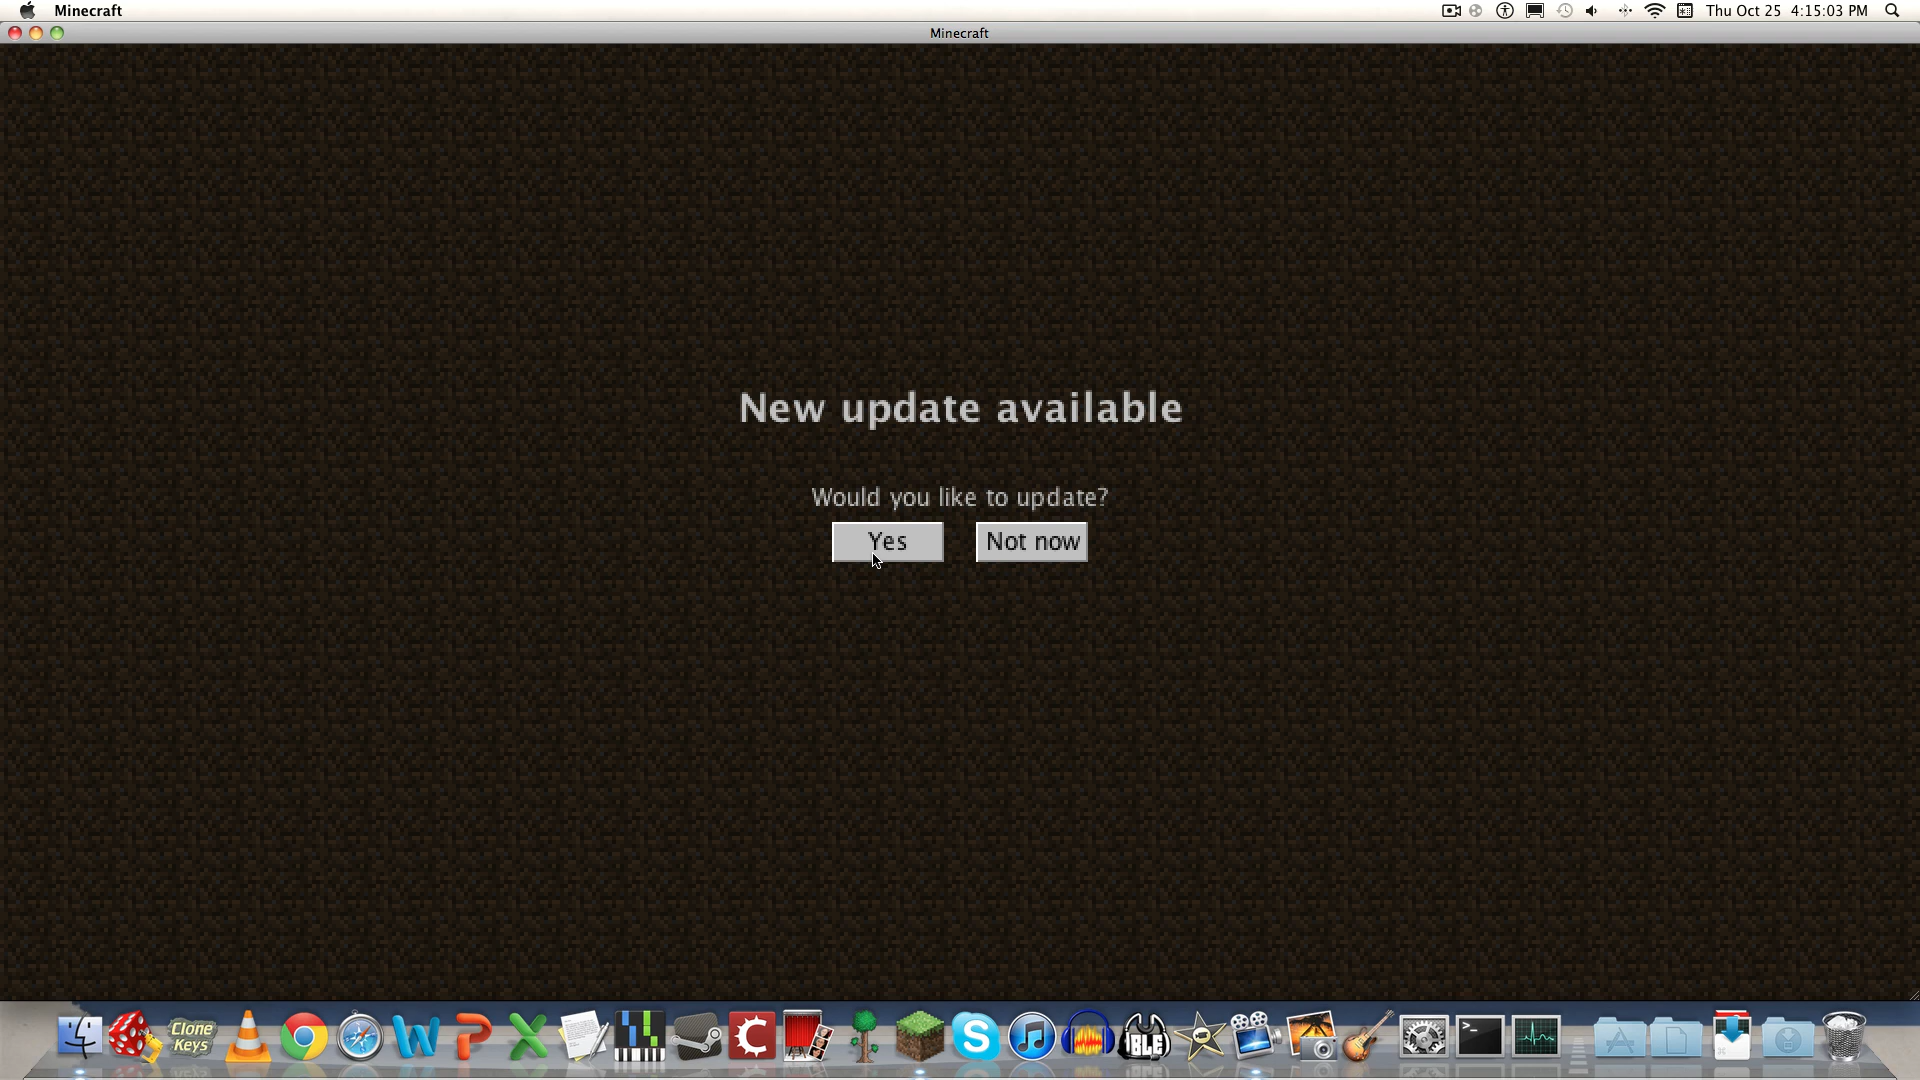 Minecraft
Thu Oct 25 4:15:03 PM
Minecraft
New update available
Would you like to update?
Yes
Not now
Clone
Keys
W
P
X
C
S
IBLE
>_